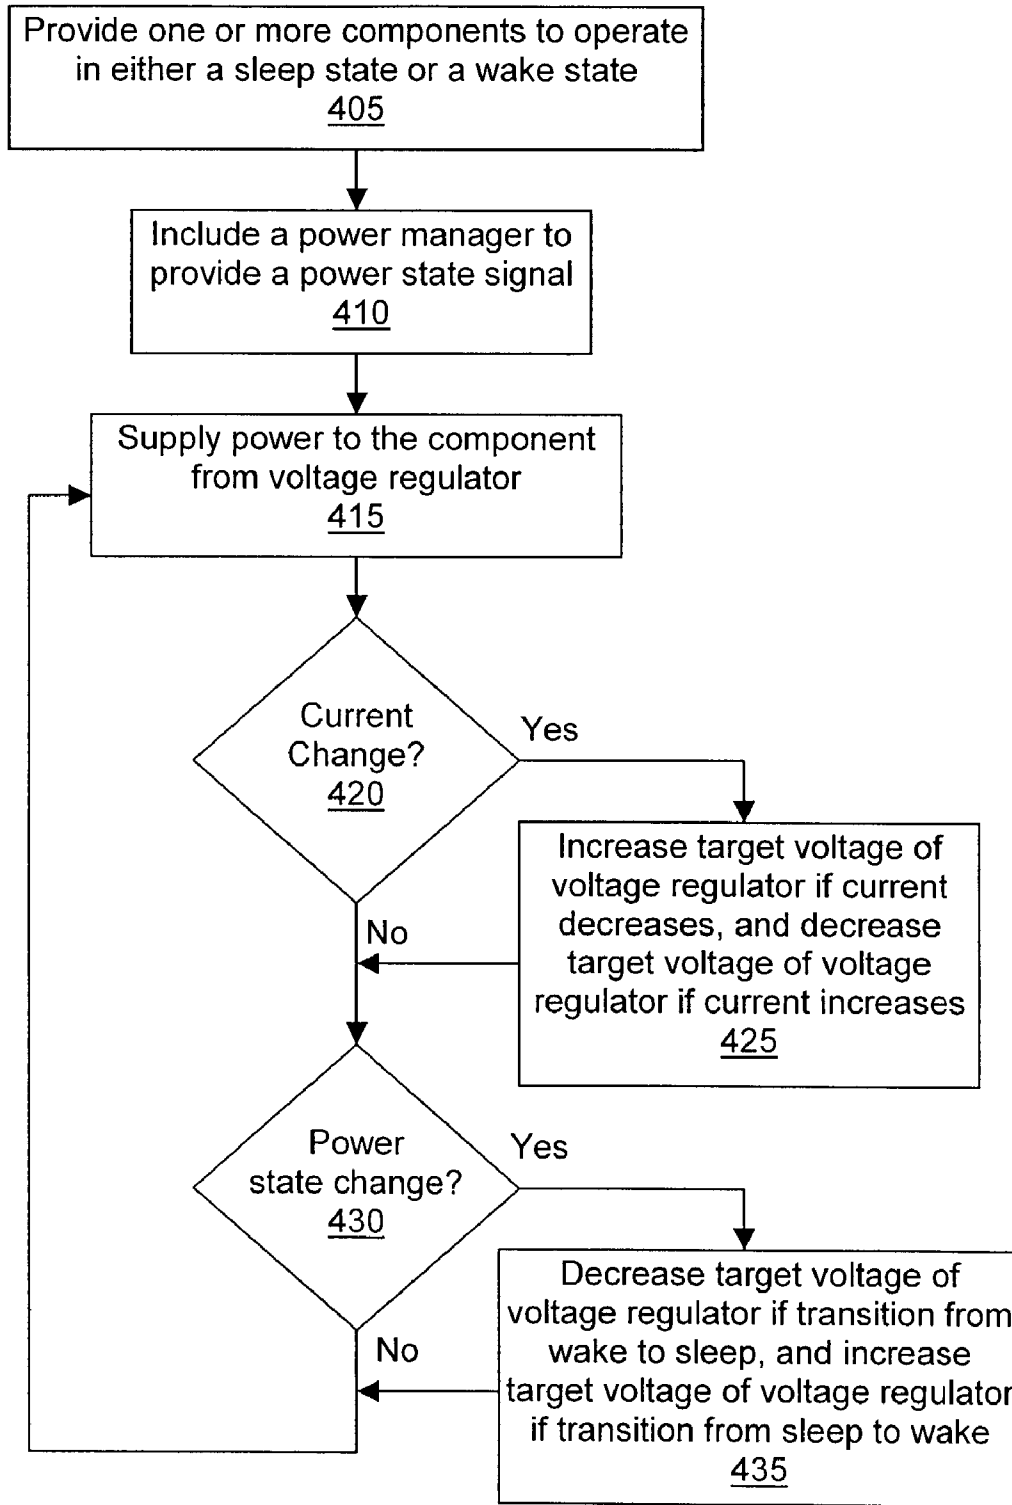 Provide one or more components to operate
in either a sleep state or a wake state
405
Include a power manager to
provide a power state signal
410
Supply power to the component
from voltage regulator
415
Current
Change?
420
Yes
Increase target voltage of
voltage regulator if current
decreases, and decrease
target voltage of voltage
regulator if current increases
425
No
Power
state change?
430
Yes
Decrease target voltage of
voltage regulator if transition from
wake to sleep, and increase
target voltage of voltage regulator
if transition from sleep to wake
435
No